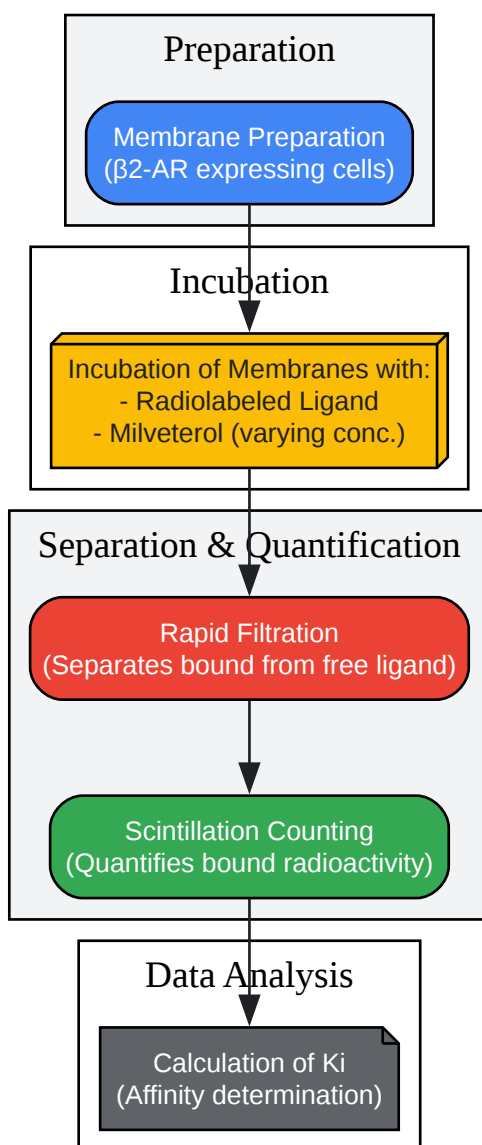 Preparation
Membrane Preparation
(β2-AR expressing cells)
Incubation
Incubation of Membranes with:
- Radiolabeled Ligand
- Milveterol (varying conc.)
Separation & Quantification
Rapid Filtration
(Separates bound from free ligand)
Scintillation Counting
(Quantifies bound radioactivity)
Data Analysis
Calculation of Ki
(Affinity determination)